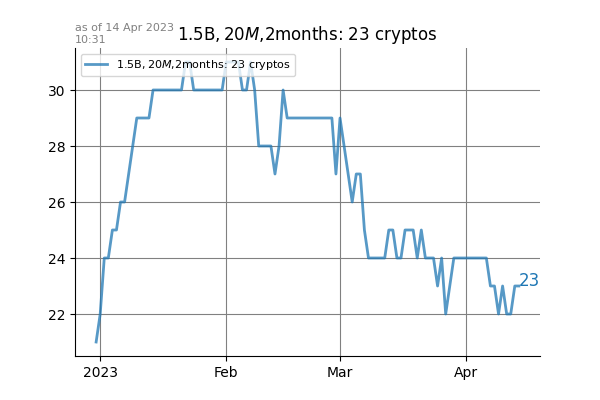 as of 14 Apr 2023
10:31
1.5B, 20M,2months: 23 cryptos
1.5B, 20M,2months: 23 cryptos
30
28
26
24
22
23
2023
Feb
Mar
Apr